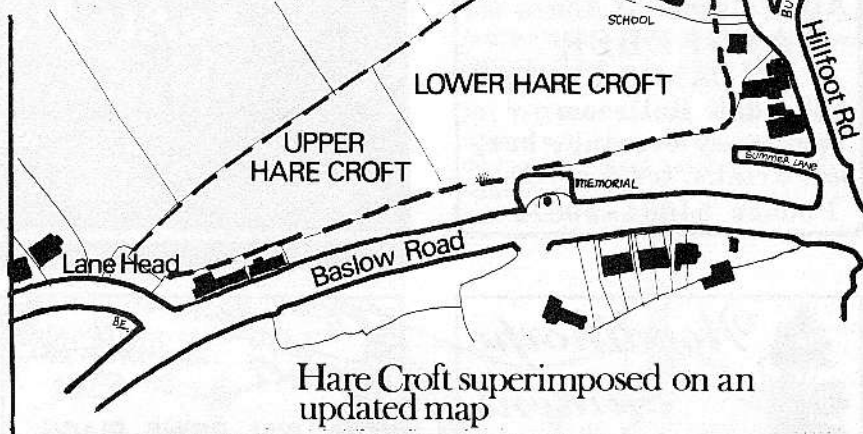 SCHOOL
BU
Hillfoot Rd
LOWER HARE CROFT
UPPER
HARE CROFT
SUMMER LANE
MEMORIAL
Lane Head
Baslow Road
B.E.
Hare Croft superimposed on an
updated map